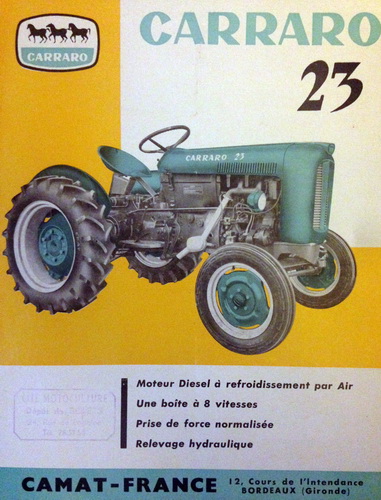 CARRARO
CARRARO
23
CARRARO 23
MOTOCULTURE
Moteur Diesel à refroidissement par Air
Une boîte à 8 vitesses
Prise de force normalisée
Relevage hydraulique
CAMAT-FRANCE
12, Cours de l'Intendance
BORDEAUX (Gironde)